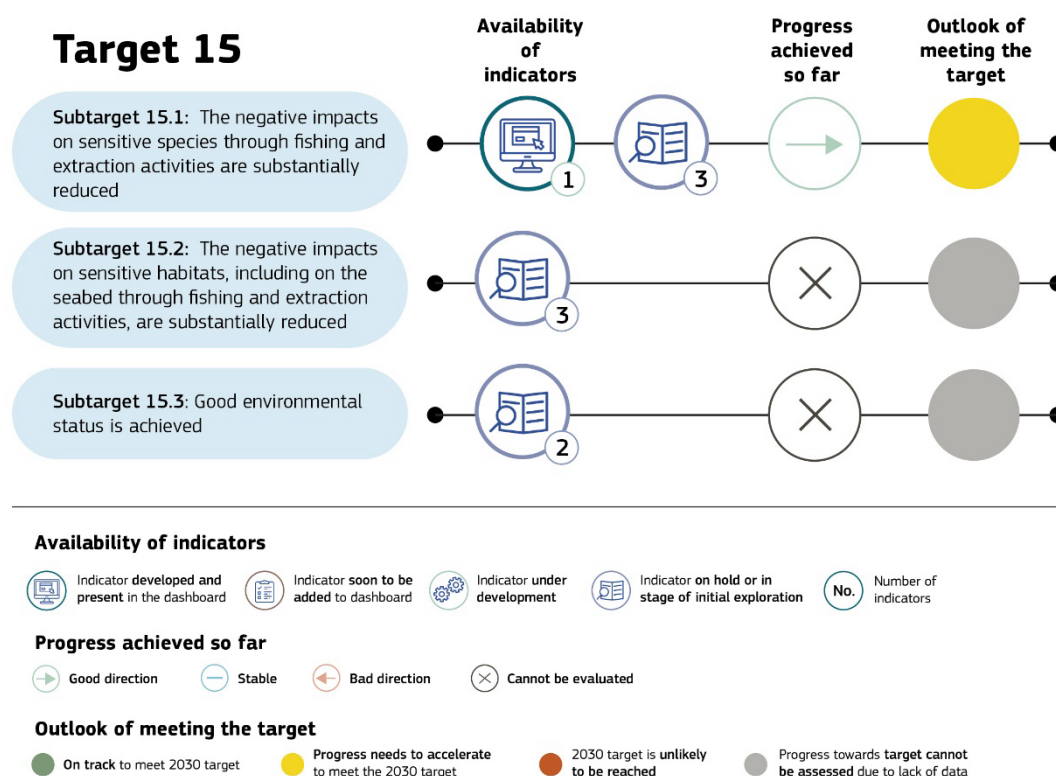 Target 15
Availability
of
indicators
Progress
achieved
so far
Outlook of
meeting the
target
Subtarget 15.1: The negative impacts
on sensitive species through fishing and
extraction activities are substantially
reduced
1
3
Subtarget 15.2: The negative impacts
on sensitive habitats, including on the
seabed through fishing and extraction
activities, are substantially reduced
3
Subtarget 15.3: Good environmental
status is achieved
2
Availability of indicators
Indicator developed and
present in the dashboard
Indicator soon to be
added to dashboard
Indicator under
development
Indicator on hold or in
stage of initial exploration
No.
Number of
indicators
Progress achieved so far
Good direction
Stable
Bad direction
Cannot be evaluated
Outlook of meeting the target
On track to meet 2030 target
Progress needs to accelerate
to meet the 2030 target
2030 target is unlikely
to be reached
Progress towards target cannot
be assessed due to lack of data